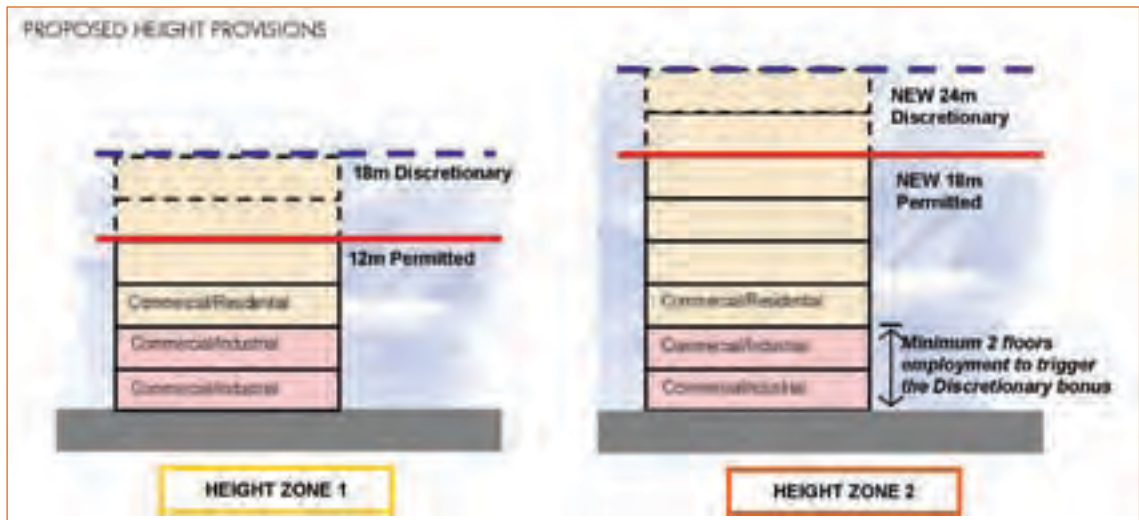 PROPOSED HEIGHT PROVISIONS
18m Discretionary
12m Permitted
Commercial/Residential
Commercial/Industrial
Commercial/Industrial
HEIGHT ZONE 1
NEW 24m
Discretionary
NEW 18m
Permitted
Commercial/Residential
Commercial/Industrial
Commercial/Industrial
Minimum 2 floors
employment to trigger
the Discretionary bonus
HEIGHT ZONE 2